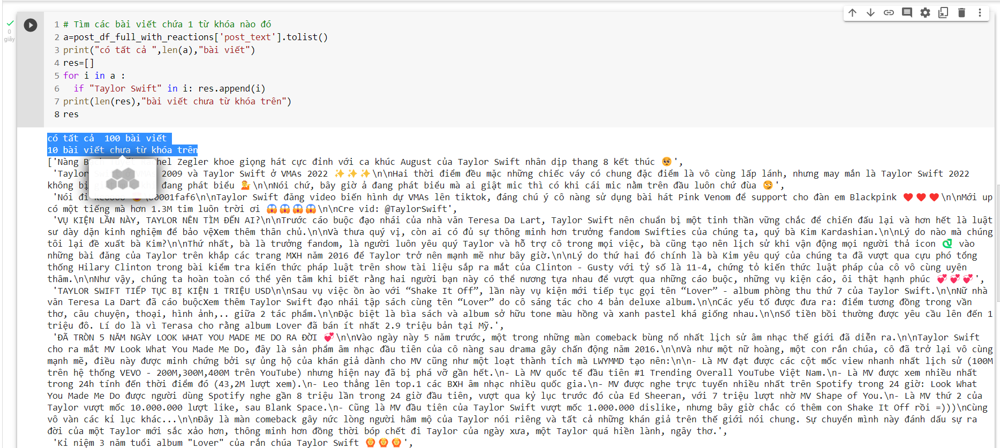 1 # Tìm các bài viết chứa 1 từ khóa nào đó
2 a=post_df_full_with_reactions['post_text'].tolist()
3 print("có tất cả ",len(a),"bài viết")
4 res=[]
5 for i in a :
6   if "Taylor Swift" in i: res.append(i)
7 print(len(res),"bài viết chưa từ khóa trên")
8 res
0
giây
có tất cả  100 bài viết
10 bài viết chưa từ khóa trên
['Nàng hel Zegler khoe giọng hát cực đỉnh với ca khúc August của Taylor Swift nhân dịp thang 8 kết thúc 🥺',
'Taylor Swift ở VMAs 2009 và Taylor Swift ở VMAs 2022 ✨✨✨\n\nHai thời điểm đều mặc những chiếc váy có chung đặc điểm là vô cùng lấp lánh, nhưng may mắn là Taylor Swift 2022
không bị khi đang phát biểu 💁\n\nNói chứ, bây giờ ả đang phát biểu mà ai giật mic thì có khi cái mic nằm trên đầu luôn chứ đùa 😏',
'Nói đi \U0001faf6\n\nTaylor Swift đăng video biến hình dự VMAs lên tiktok, đáng chú ý cô nàng sử dụng bài hát Pink Venom để support cho đàn em Blackpink ❤️❤️❤️\n\nMới up
có một tiếng mà hơn 1.3M tim luôn trời ơi 😱😱😱😱\n\nCre vid: @TaylorSwift',
'VỤ KIỆN LẦN NÀY, TAYLOR NÊN TÌM ĐẾN AI?\n\nTrước cáo buộc đạo nhái của nhà văn Teresa Da Lart, Taylor Swift nên chuẩn bị một tinh thần vững chắc để chiến đấu lại và hơn hết là luật
sư dày dặn kinh nghiệm để bảo vệXem thêm thân chủ.\n\nVà thưa quý vị, còn ai có đủ sự thông minh hơn trưởng fandom Swifties của chúng ta, quý bà Kim Kardashian.\n\nLý do nào mà chúng
tôi lại đề xuất bà Kim?\n\nThứ nhất, bà là trưởng fandom, là người luôn yêu quý Taylor và hỗ trợ cô trong mọi việc, bà cũng tạo nên lịch sử khi vận động mọi người thả icon 🐍 vào
những bài đăng của Taylor trên khắp các trang MXH năm 2016 để Taylor trở nên mạnh mẽ như bây giờ.\n\nLý do thứ hai đó chính là bà Kim yêu quý của chúng ta đã vượt qua cựu phó tổng
thống Hilary Clinton trong bài kiểm tra kiến thức pháp luật trên show tài liệu sắp ra mắt của Clinton - Gusty với tỷ số là 11-4, chứng tỏ kiến thức luật pháp của cô vô cùng uyên
thâm.\n\nNhư vậy, chúng ta hoàn toàn có thể yên tâm khi biết rằng hai người bạn này có thể nương tựa nhau để vượt qua những cáo buộc, những vụ kiện cáo, ôi thật hạnh phúc 💞💞💞',
'TAYLOR SWIFT TIẾP TỤC BỊ KIỆN 1 TRIỆU USD\n\nSau vụ việc ồn ào với “Shake It Off”, lần này vụ kiện mới tiếp tục gọi tên “Lover” - album phòng thu thứ 7 của Taylor Swift.\n\nNữ nhà
văn Teresa La Dart đã cáo buộcXem thêm Taylor Swift đạo nhái tập sách cùng tên “Lover” do cô sáng tác cho 4 bản deluxe album.\n\nCác yếu tố được đưa ra: điểm tương đồng trong vần
thơ, câu chuyện, thoại, hình ảnh,.. giữa 2 tác phẩm.\n\nĐặc biệt là bìa sách và album sở hữu tone màu hồng và xanh pastel khá giống nhau.\n\nSố tiền bồi thường được yêu cầu lên đến 1
triệu đô. Lí do là vì Terasa cho rằng album Lover đã bán ít nhất 2.9 triệu bản tại Mỹ.',
'ĐÃ TRÒN 5 NĂM NGÀY LOOK WHAT YOU MADE ME DO RA ĐỜI 💞\n\nVào ngày này 5 năm trước, một trong những màn comeback bùng nổ nhất lịch sử âm nhạc thế giới đã diễn ra.\n\nTaylor Swift
cho ra mắt MV Look What You Made Me Do, đây là sản phẩm âm nhạc đầu tiên của cô nàng sau drama gây chấn động năm 2016.\n\nVà như một nữ hoàng, một con rắn chúa, cô đã trở lại vô cùng
mạnh mẽ, điều này được minh chứng bởi sự ủng hộ của khán giả dành cho MV cũng như một loạt thành tích mà LWYMMD tạo nên:\n\n- Là MV đạt được các cột mốc view nhanh nhất lịch sử (100M
trên hệ thống VEVO - 200M,300M,400M trên YouTube) nhưng hiện nay đã bị phá vỡ gần hết.\n- Là MV quốc tế đầu tiên #1 Trending Overall YouTube Việt Nam.\n- Là MV được xem nhiều nhất
trong 24h tính đến thời điểm đó (43,2M lượt xem).\n- Leo thẳng lên top.1 các BXH âm nhạc nhiều quốc gia.\n- MV được nghe trực tuyến nhiều nhất trên Spotify trong 24 giờ: Look What
You Made Me Do được người dùng Spotify nghe gần 8 triệu lần trong 24 giờ đầu tiên, vượt qua kỷ lục trước đó của Ed Sheeran, với 7 triệu lượt nhờ MV Shape of You.\n- Là MV thứ 2 của
Taylor vượt mốc 10.000.000 lượt like, sau Blank Space.\n- Cũng là MV đầu tiên của Taylor Swift vượt mốc 1.000.000 dislike, nhưng bây giờ chắc có thêm con Shake It Off rồi =)))\nCùng
vô vàn các kỉ lục khác...\n\nĐây là màn comeback gây nức lòng người hâm mộ của Taylor nói riêng và tất cả những khán giả trên thế giới nói chung. Sự chuyển mình này đánh dấu sự ra
đời của một Taylor mới sắc xảo hơn, thông minh hơn đồng thời bóp chết đi Taylor của ngày xưa, một Taylor quá hiền lành, ngây thơ.',
'Kỉ niệm 3 năm tuổi album "Lover" của rắn chúa Taylor Swift 🙆🙆🙆',